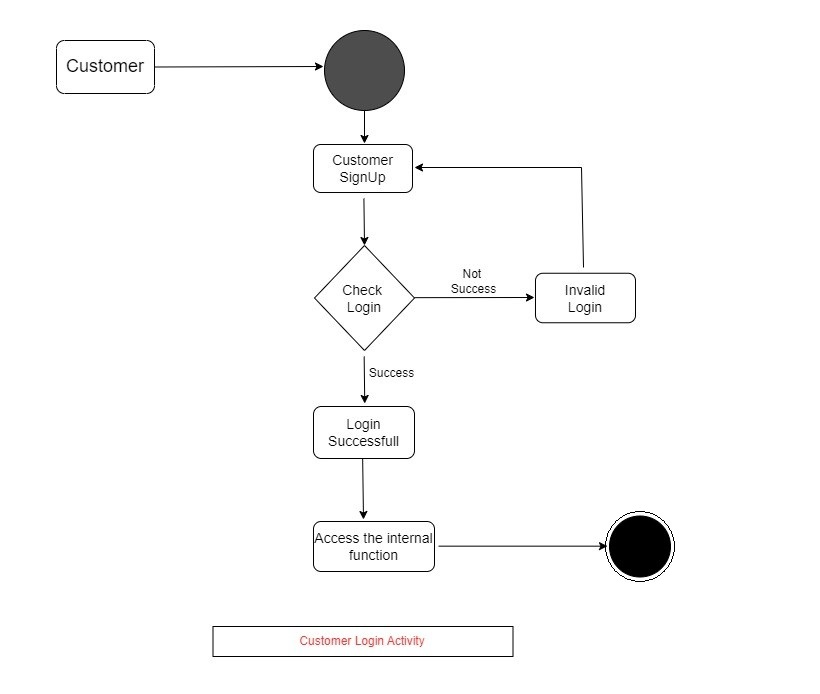 Customer
Customer
SignUp
Check
Login
Not
Success
Invalid
Login
Success
Login
Successfull
Access the internal
function
Customer Login Activity